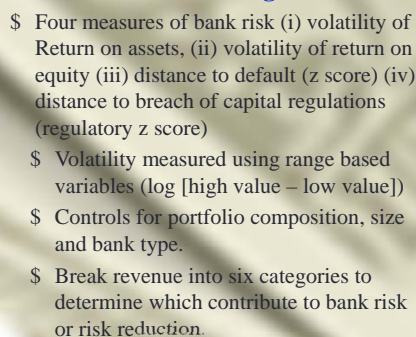 $ Four measures of bank risk (i) volatility of
Return on assets, (ii) volatility of return on
equity (iii) distance to default (z score) (iv)
distance to breach of capital regulations
(regulatory z score)
$ Volatility measured using range based
variables (log [high value – low value])
$ Controls for portfolio composition, size
and bank type.
$ Break revenue into six categories to
determine which contribute to bank risk
or risk reduction.